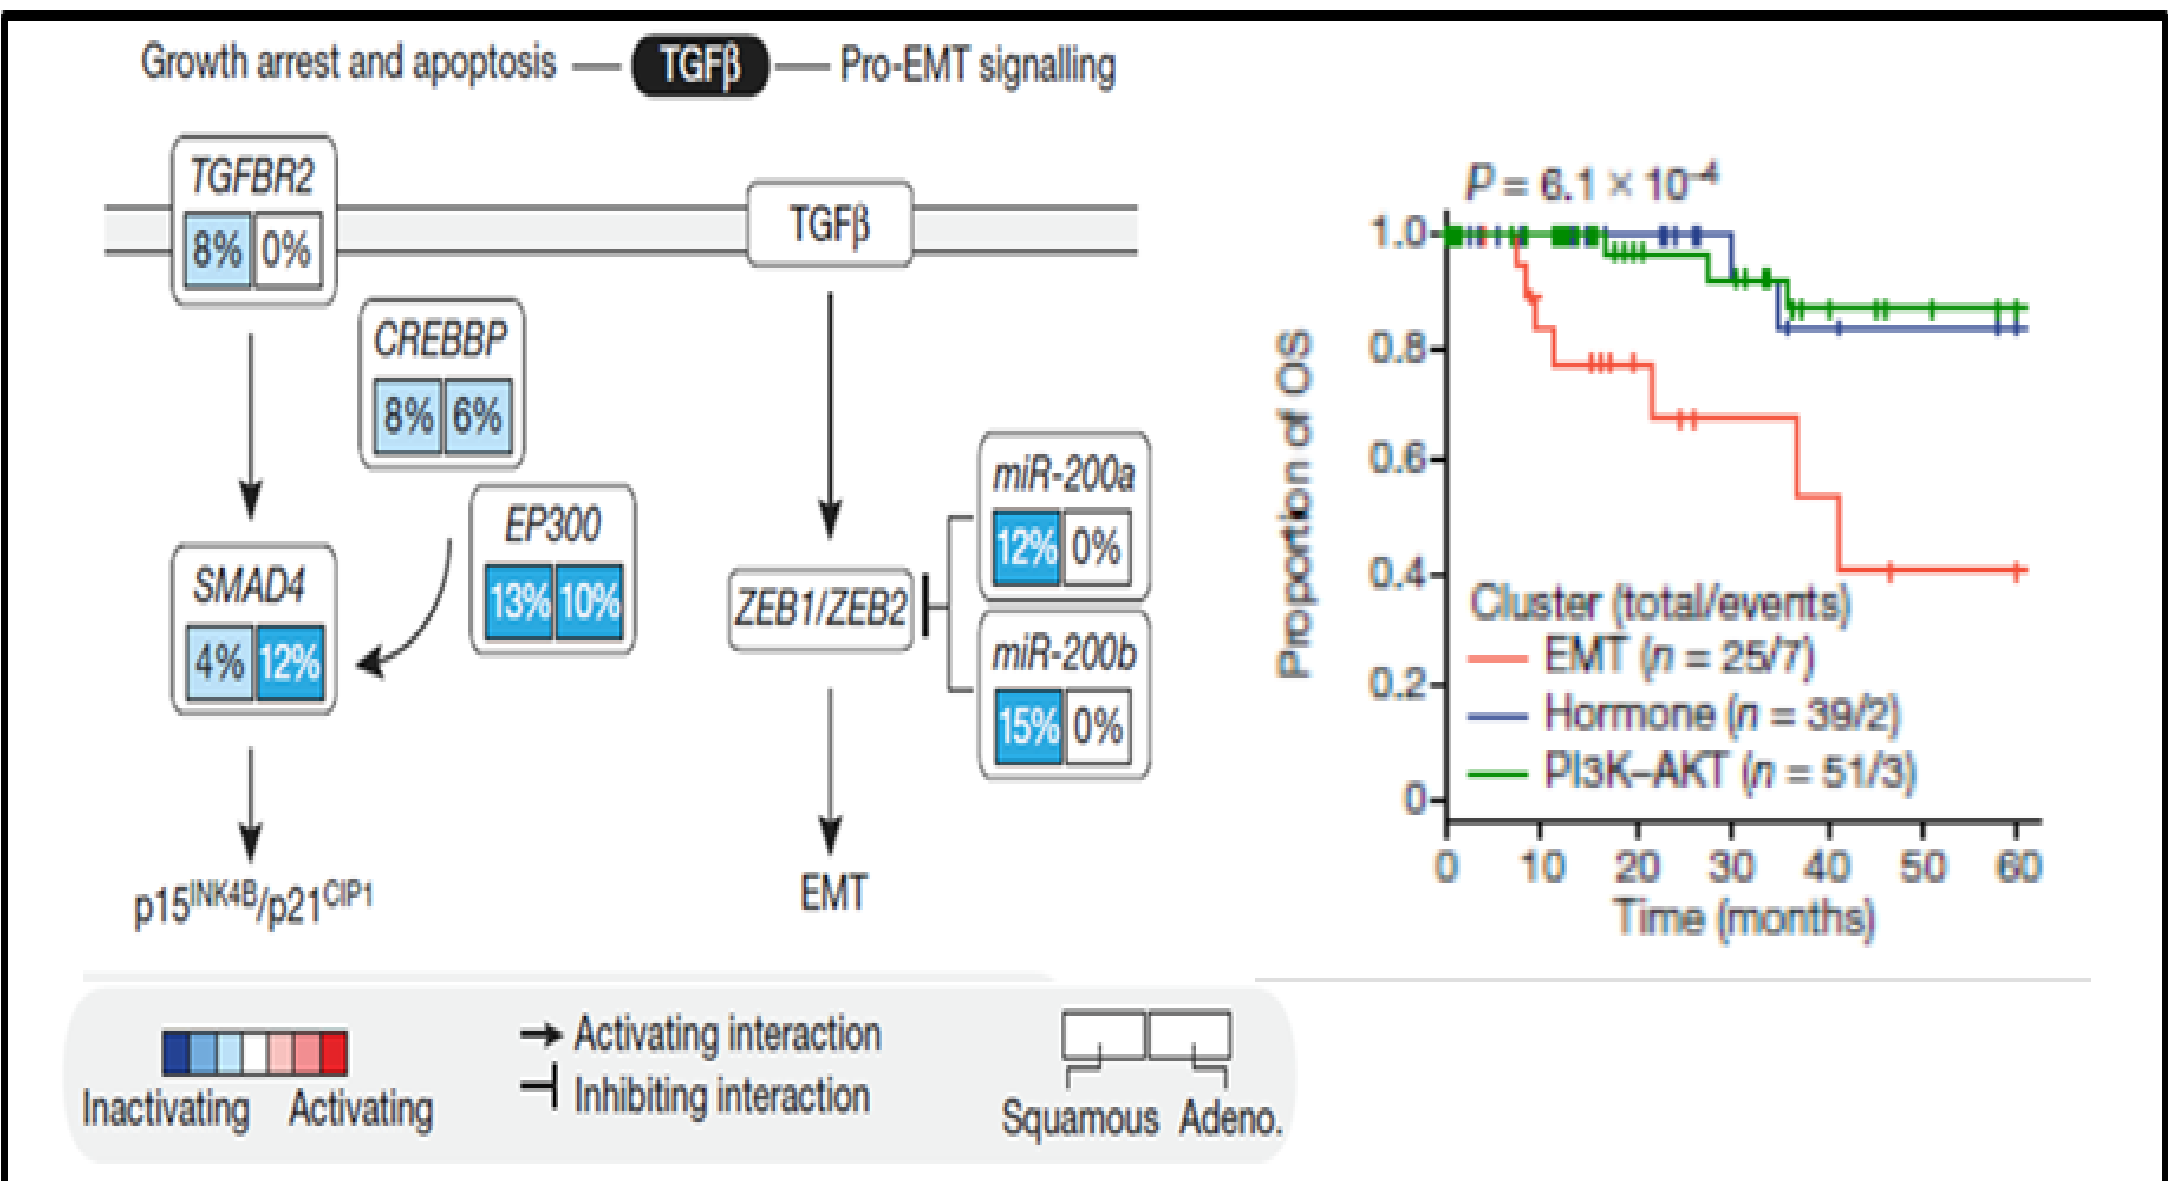 Growth arrest and apoptosis — TGFβ — Pro-EMT signalling
TGFBR2
8% 0%
TGFβ
CREBBP
8% 6%
EP300
13% 10%
SMAD4
4% 12%
p15INK4B/p21CIP1
ZEB1/ZEB2
miR-200a
12% 0%
miR-200b
15% 0%
EMT
P = 6.1 × 10–4
Proportion of OS
1.0
0.8
0.6
0.4
0.2
0
Cluster (total/events)
EMT (n = 25/7)
Hormone (n = 39/2)
PI3K–AKT (n = 51/3)
0 10 20 30 40 50 60
Time (months)
Inactivating Activating
Activating interaction
Inhibiting interaction
Squamous Adeno.